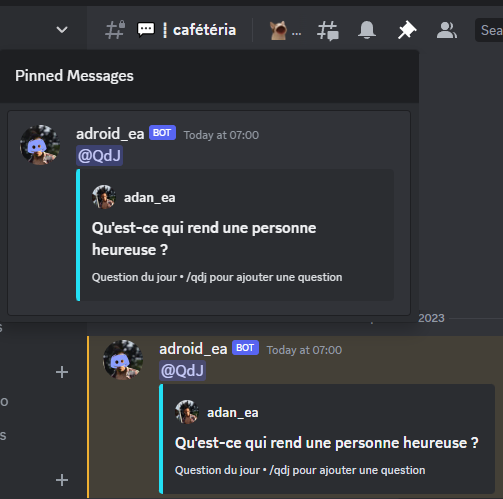 cafétéria
...
Sea
Pinned Messages
adroid_ea BOT Today at 07:00
@QdJ
adan_ea
Qu'est-ce qui rend une personne
heureuse ?
Question du jour • /qdj pour ajouter une question
2023
adroid_ea BOT Today at 07:00
@QdJ
adan_ea
Qu'est-ce qui rend une personne heureuse ?
Question du jour • /qdj pour ajouter une question
s
o
s